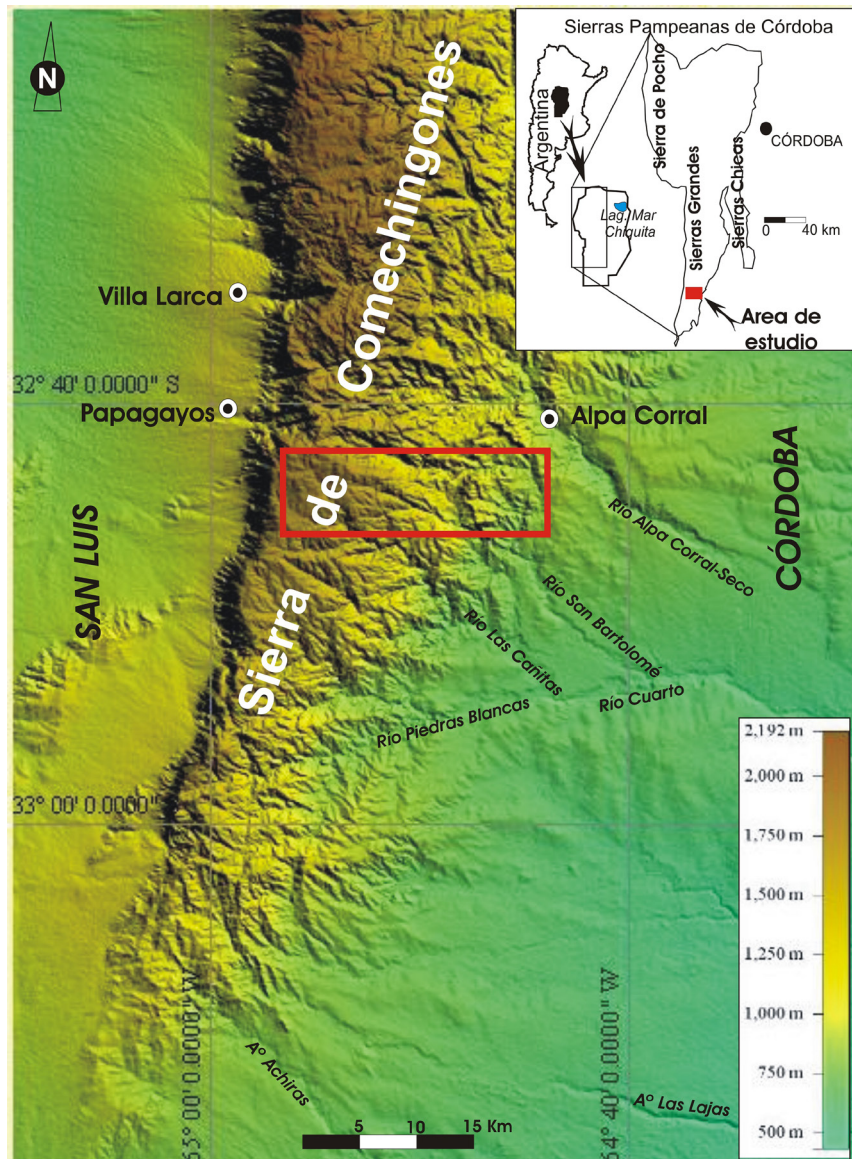 N
Sierras Pampeanas de Córdoba
Argentina
Sierra de Pocho
CÓRDOBA
Sierras Grandes
Sierras Chicas
Lag. Mar
Chiquita
0 40 km
Area de
estudio
Sierra de Comechingones
Villa Larca
32° 40' 0.0000" S
Papagayos
Alpa Corral
SAN LUIS
CÓRDOBA
Río Alpa Corral-Seco
Río San Bartolomé
Río Las Cañitas
Río Cuarto
Río Piedras Blancas
33° 00' 0.0000" S
2,192 m
2,000 m
1,750 m
1,500 m
1,250 m
1,000 m
750 m
500 m
65° 00' 0.0000" W
64° 40' 0.0000" W
Aº Achiras
Aº Las Lajas
5 10 15 Km